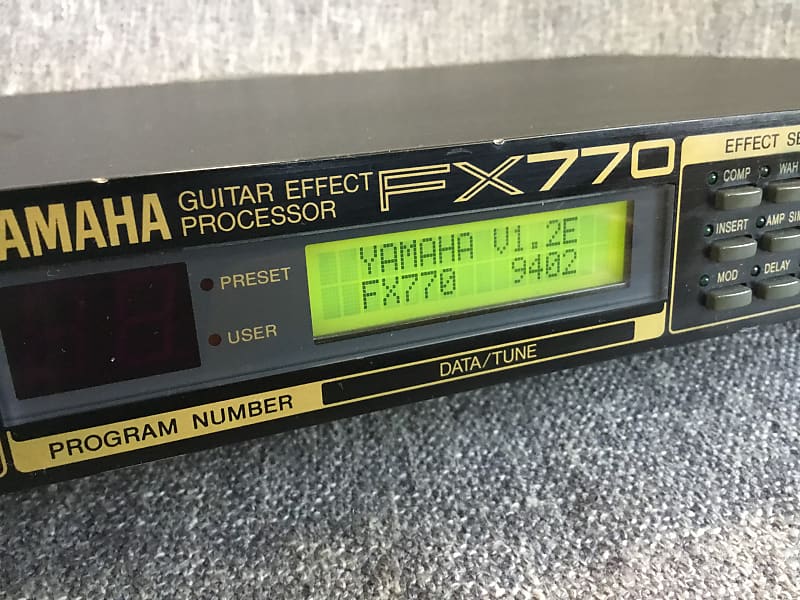 AMAHA
GUITAR EFFECT
PROCESSOR
FX770
EFFECT SE
COMP
WAH
INSERT
AMP SIM
MOD
DELAY
PRESET
USER
YAMAHA V1.2E
FX770 9402
PROGRAM NUMBER
DATA/TUNE